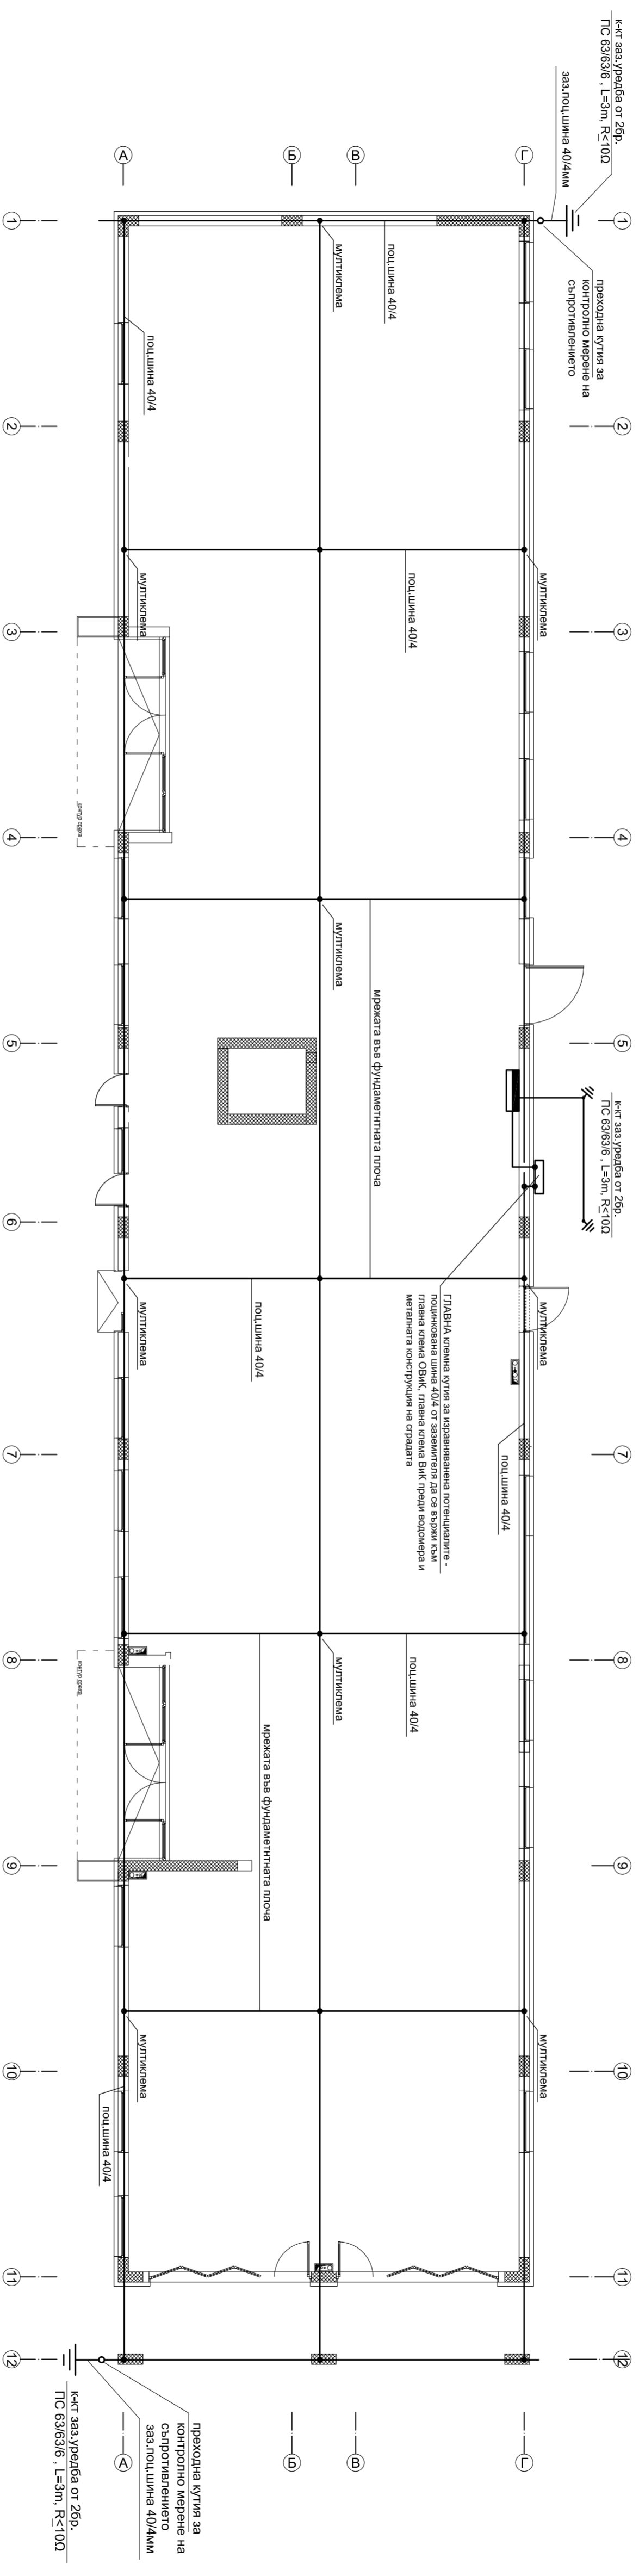 к-кт заз.уредба от 2бр.
ПС 63/63/6 , L=3m, R<10Ω
заз.поц.шина 40/4мм
преходна кутия за
контролно мерене на
съпротивлението
А
Б
В
Г
1
1
поц.шина 40/4
мултиклема
поц.шина 40/4
2
2
мултиклема
мултиклема
поц.шина 40/4
3
3
контур стреха
4
4
мултиклема
мрежата във фундаметнтната плоча
5
5
к-кт заз.уредба от 2бр.
ПС 63/63/6 , L=3m, R<10Ω
6
6
ГЛАВНА клемна кутия за изравняванена потенциалите -
поцинкована шина 40/4 от заземителя да се вържи към
главна клема ОВиК, главна клема ВиК преди водомера и
металната конструкция на сградата
мултиклема
мултиклема
поц.шина 40/4
поц.шина 40/4
7
7
8
8
мултиклема
поц.шина 40/4
мрежата във фундаметнтната плоча
9
9
мултиклема
мултиклема
10
10
поц.шина 40/4
11
11
12
12
А
Б
В
Г
преходна кутия за
контролно мерене на
съпротивлението
заз.поц.шина 40/4мм
к-кт заз.уредба от 2бр.
ПС 63/63/6 , L=3m, R<10Ω